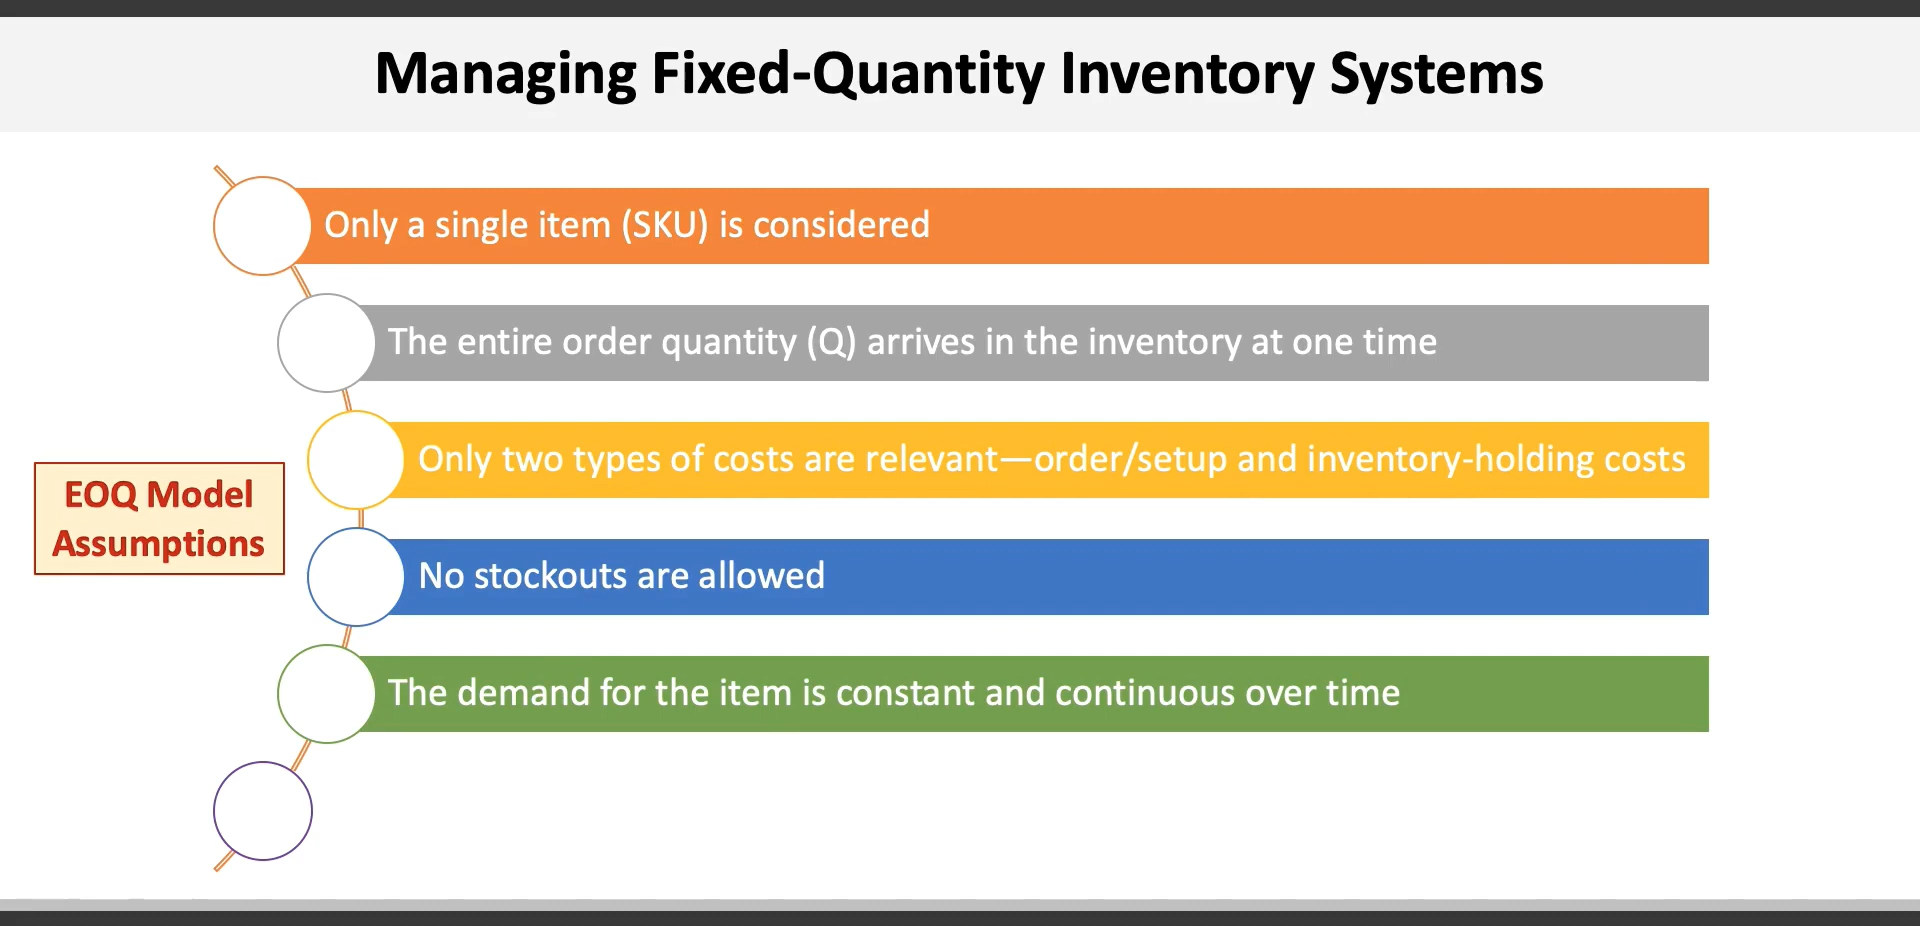 Managing Fixed-Quantity Inventory Systems
Only a single item (SKU) is considered
The entire order quantity (Q) arrives in the inventory at one time
Only two types of costs are relevant—order/setup and inventory-holding costs
EOQ Model
Assumptions
No stockouts are allowed
The demand for the item is constant and continuous over time